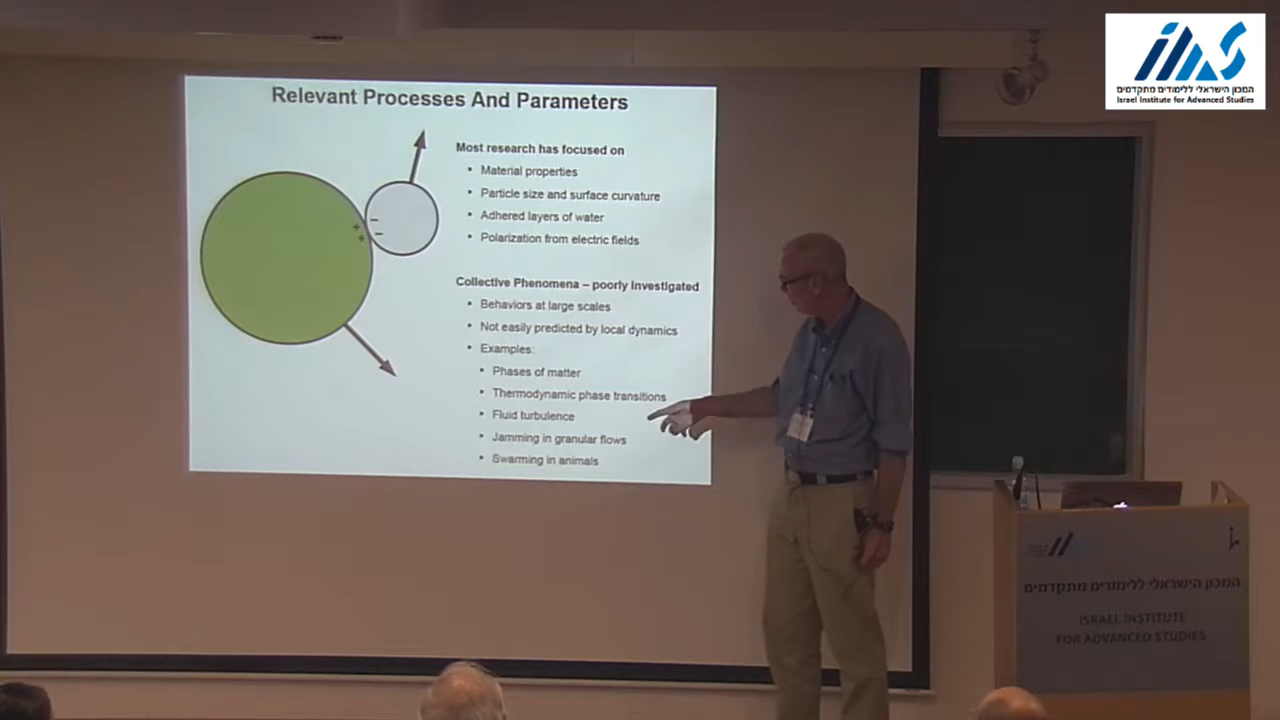 Relevant Processes And Parameters
Most research has focused on
• Material properties
• Particle size and surface curvature
• Adhered layers of water
• Polarization from electric fields
Collective Phenomena – poorly Investigated
• Behaviors at large scales
• Not easily predicted by local dynamics
• Examples:
• Phases of matter
• Thermodynamic phase transitions
• Fluid turbulence
• Jamming in granular flows
• Swarming in animals
+
+
−
−
iias
המכון הישראלי ללימודים מתקדמים
Israel Institute for Advanced Studies
המכון הישראלי ללימודים מתקדמים
ISRAEL INSTITUTE
FOR ADVANCED STUDIES